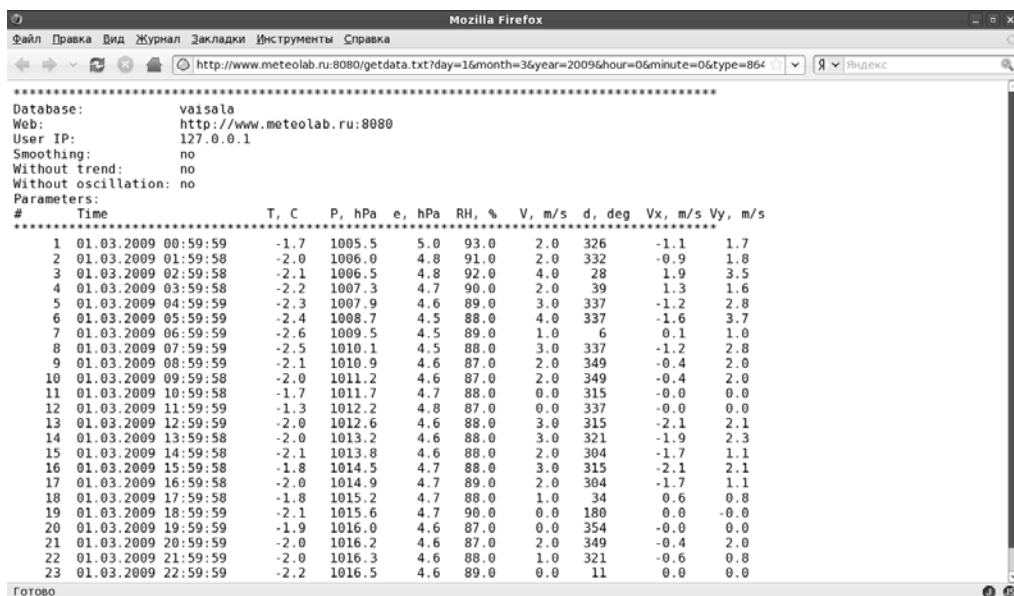 Mozilla Firefox
Файл Правка Вид Журнал Закладки Инструменты Справка
http://www.meteolab.ru:8080/getdata.txt?day=1&month=3&year=2009&hour=0&minute=0&type=864 Яндекс
****************************************************************************************
Database: vaisala
Web: http://www.meteolab.ru:8080
User IP: 127.0.0.1
Smoothing: no
Without trend: no
Without oscillation: no
Parameters:
# Time T, C P, hPa e, hPa RH, % V, m/s d, deg Vx, m/s Vy, m/s
****************************************************************************************
1 01.03.2009 00:59:59 -1.7 1005.5 5.0 93.0 2.0 326 -1.1 1.7
2 01.03.2009 01:59:58 -2.0 1006.0 4.8 91.0 2.0 332 -0.9 1.8
3 01.03.2009 02:59:58 -2.1 1006.5 4.8 92.0 4.0 28 1.9 3.5
4 01.03.2009 03:59:58 -2.2 1007.3 4.7 90.0 2.0 39 1.3 1.6
5 01.03.2009 04:59:59 -2.3 1007.9 4.6 89.0 3.0 337 -1.2 2.8
6 01.03.2009 05:59:59 -2.4 1008.7 4.5 88.0 4.0 337 -1.6 3.7
7 01.03.2009 06:59:59 -2.6 1009.5 4.5 89.0 1.0 6 0.1 1.0
8 01.03.2009 07:59:59 -2.5 1010.1 4.5 88.0 3.0 337 -1.2 2.8
9 01.03.2009 08:59:59 -2.1 1010.9 4.6 87.0 2.0 349 -0.4 2.0
10 01.03.2009 09:59:58 -2.0 1011.2 4.6 87.0 2.0 349 -0.4 2.0
11 01.03.2009 10:59:58 -1.7 1011.7 4.7 88.0 0.0 315 -0.0 0.0
12 01.03.2009 11:59:59 -1.3 1012.2 4.8 87.0 0.0 337 -0.0 0.0
13 01.03.2009 12:59:59 -2.0 1012.6 4.6 88.0 3.0 315 -2.1 2.1
14 01.03.2009 13:59:58 -2.0 1013.2 4.6 88.0 3.0 321 -1.9 2.3
15 01.03.2009 14:59:58 -2.1 1013.8 4.6 88.0 2.0 304 -1.7 1.1
16 01.03.2009 15:59:58 -1.8 1014.5 4.7 88.0 3.0 315 -2.1 2.1
17 01.03.2009 16:59:58 -2.0 1014.9 4.7 89.0 2.0 304 -1.7 1.1
18 01.03.2009 17:59:58 -1.8 1015.2 4.7 88.0 1.0 34 0.6 0.8
19 01.03.2009 18:59:59 -2.1 1015.6 4.7 90.0 0.0 180 0.0 -0.0
20 01.03.2009 19:59:59 -1.9 1016.0 4.6 87.0 0.0 354 -0.0 0.0
21 01.03.2009 20:59:59 -2.0 1016.2 4.6 87.0 2.0 349 -0.4 2.0
22 01.03.2009 21:59:59 -2.0 1016.3 4.6 88.0 1.0 321 -0.6 0.8
23 01.03.2009 22:59:59 -2.2 1016.5 4.6 89.0 0.0 11 0.0 0.0
Готово